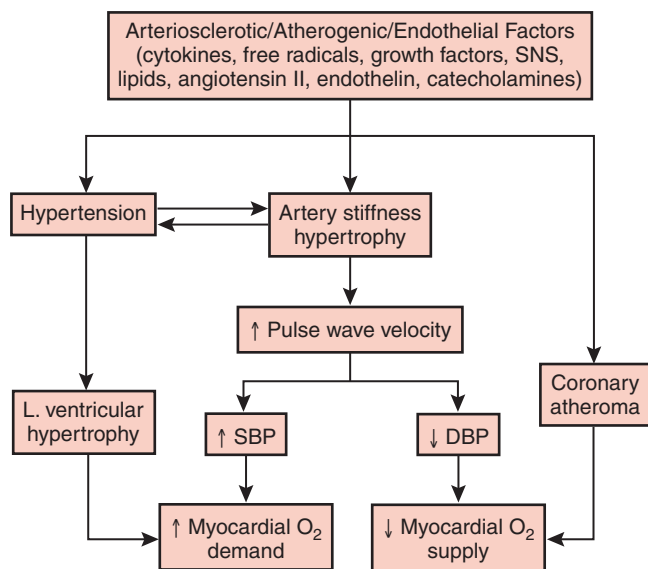 Arteriosclerotic/Atherogenic/Endothelial Factors
(cytokines, free radicals, growth factors, SNS,
lipids, angiotensin II, endothelin, catecholamines)
Hypertension
Artery stiffness
hypertrophy
↑ Pulse wave velocity
Coronary
atheroma
L. ventricular
hypertrophy
↑ SBP
↓ DBP
↑ Myocardial O₂
demand
↓ Myocardial O₂
supply